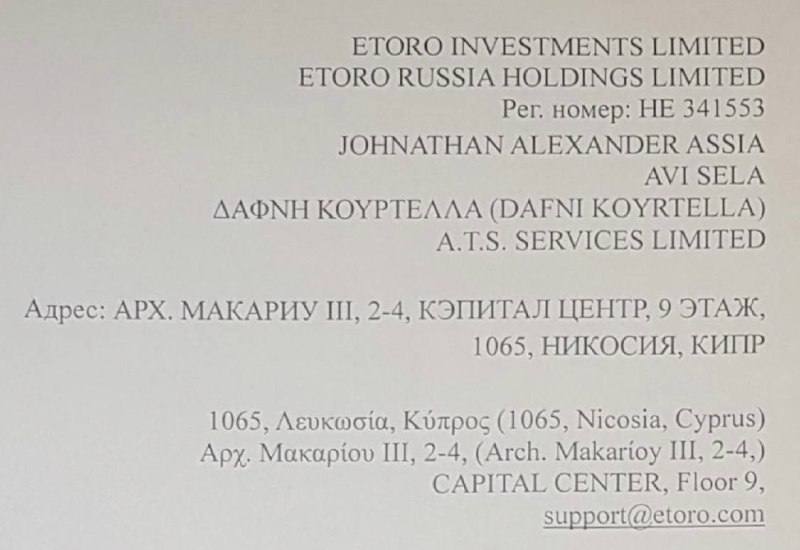 ETORO INVESTMENTS LIMITED
ETORO RUSSIA HOLDINGS LIMITED
Рег. номер: HE 341553
JOHNATHAN ALEXANDER ASSIA
AVI SELA
ΔΑΦΝΗ ΚΟΥΡΤΕΛΛΑ (DAFNI KOYRTELLA)
A.T.S. SERVICES LIMITED
Адрес: АРХ. МАКАРИУ III, 2-4, КЭПИТАЛ ЦЕНТР, 9 ЭТАЖ,
1065, НИКОСИЯ, КИПР
1065, Λευκωσία, Κύπρος (1065, Nicosia, Cyprus)
Αρχ. Μακαρίου III, 2-4, (Arch. Makaríoy III, 2-4,)
CAPITAL CENTER, Floor 9,
support@etoro.com